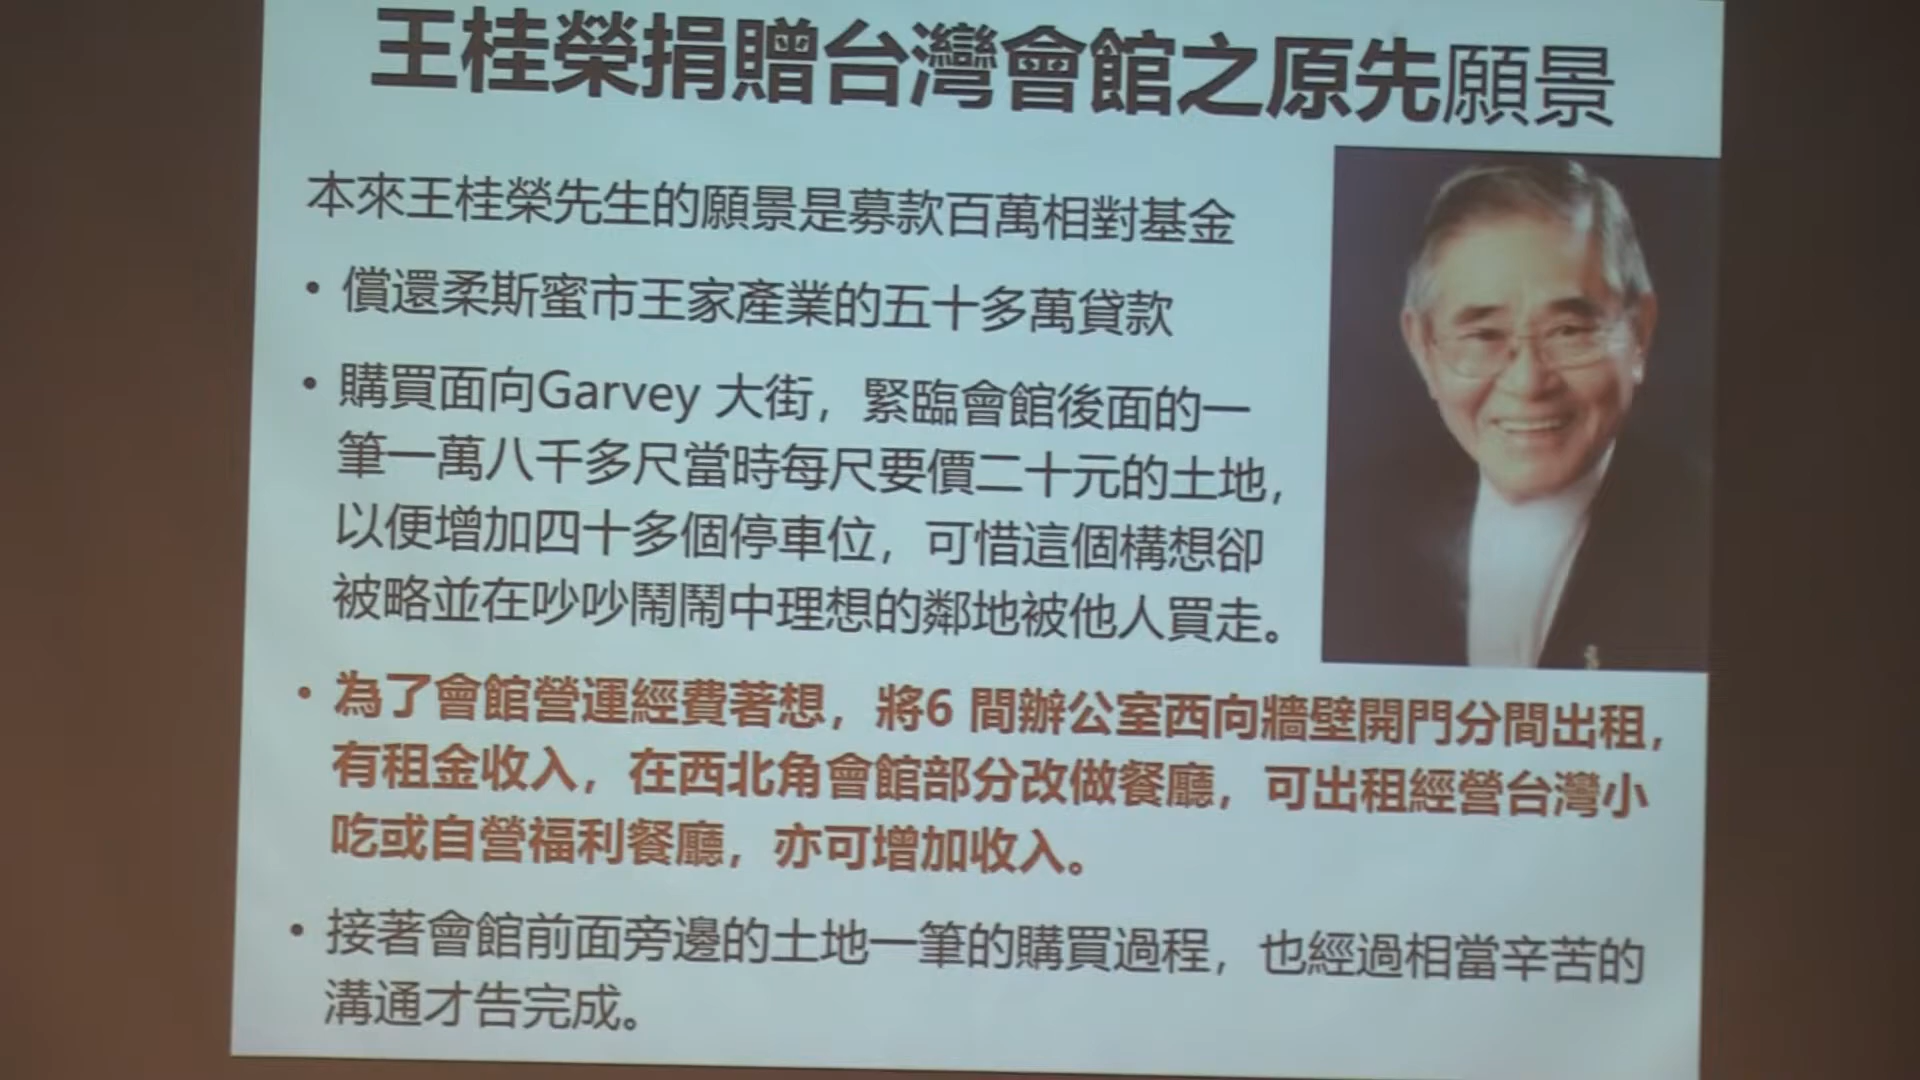 王桂榮捐贈台灣會館之原先願景
本來王桂榮先生的願景是募款百萬相對基金
• 償還柔斯蜜市王家產業的五十多萬貸款
• 購買面向Garvey 大街，緊臨會館後面的一
筆一萬八千多尺當時每尺要價二十元的土地，
以便增加四十多個停車位，可惜這個構想卻
被略並在吵吵鬧鬧中理想的鄰地被他人買走。
• 為了會館營運經費著想，將6 間辦公室西向牆壁開門分間出租，
有租金收入，在西北角會館部分改做餐廳，可出租經營台灣小
吃或自營福利餐廳，亦可增加收入。
• 接著會館前面旁邊的土地一筆的購買過程，也經過相當辛苦的
溝通才告完成。